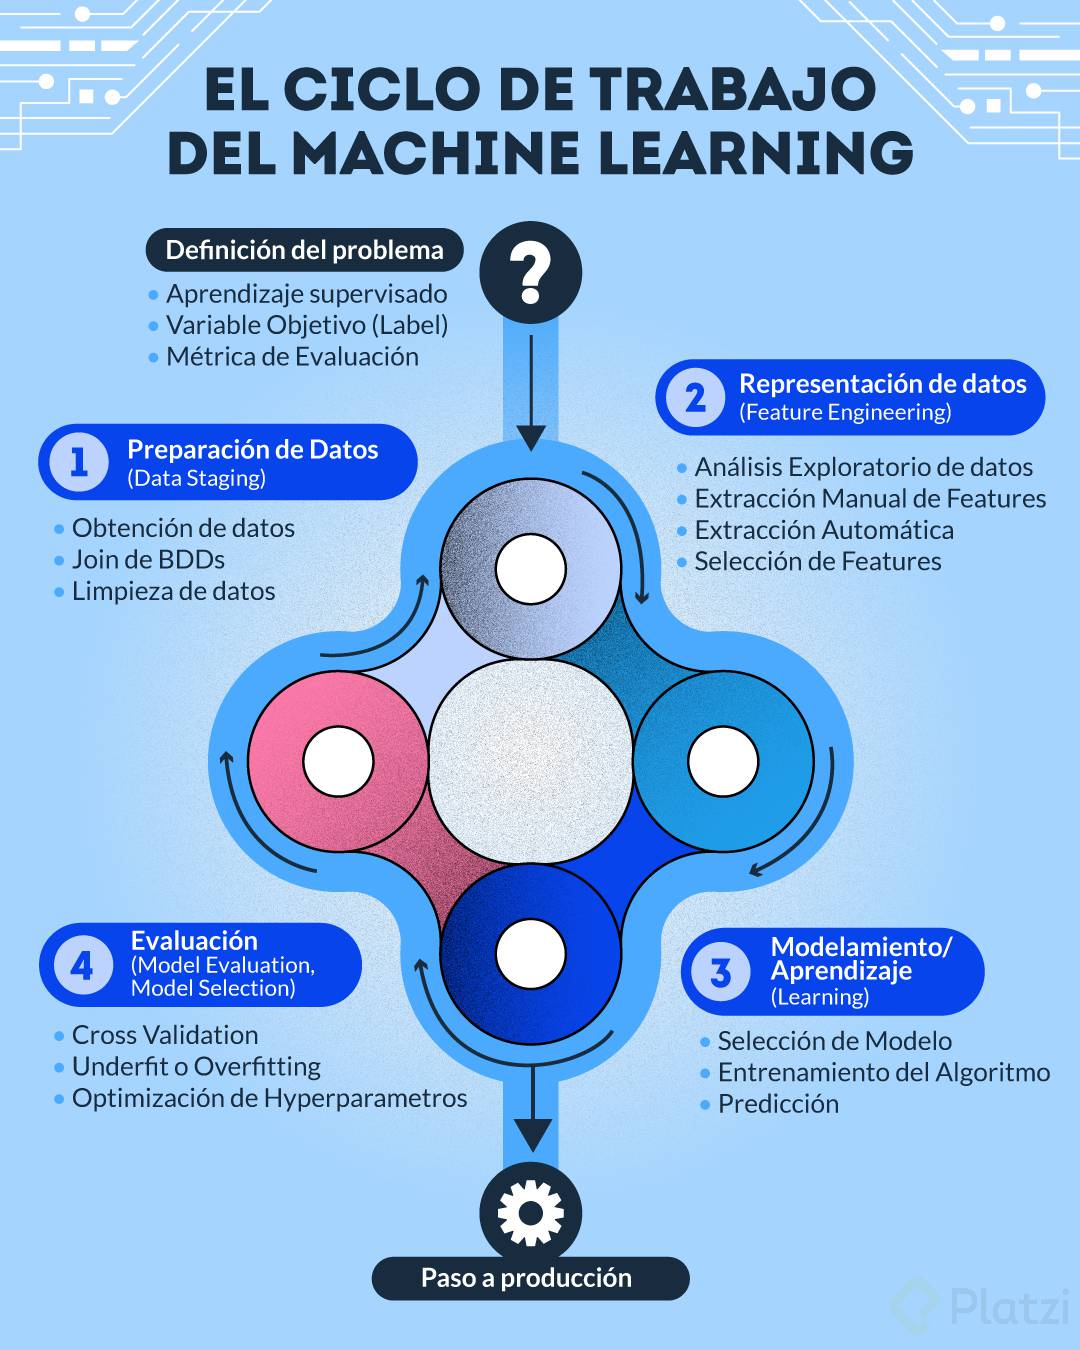 EL CICLO DE TRABAJO
DEL MACHINE LEARNING
Definición del problema
?
• Aprendizaje supervisado
• Variable Objetivo (Label)
• Métrica de Evaluación
1
Preparación de Datos
(Data Staging)
• Obtención de datos
• Join de BDDs
• Limpieza de datos
2
Representación de datos
(Feature Engineering)
• Análisis Exploratorio de datos
• Extracción Manual de Features
• Extracción Automática
• Selección de Features
3
Modelamiento/
Aprendizaje
(Learning)
• Selección de Modelo
• Entrenamiento del Algoritmo
• Predicción
4
Evaluación
(Model Evaluation,
Model Selection)
• Cross Validation
• Underfit o Overfitting
• Optimización de Hyperparametros
Paso a producción
Platzi